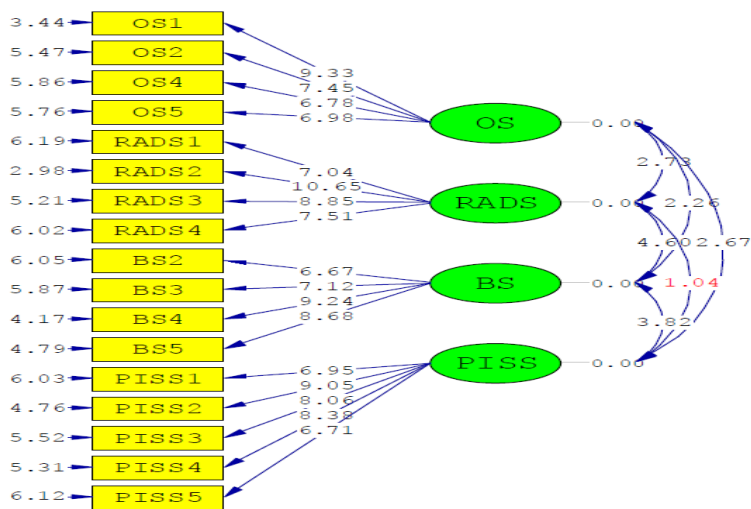 3.44 OS1
5.47 OS2
5.86 OS4
5.76 OS5
6.19 RADS1
2.98 RADS2
5.21 RADS3
6.02 RADS4
6.05 BS2
5.87 BS3
4.17 BS4
4.79 BS5
6.03 PISS1
4.76 PISS2
5.52 PISS3
5.31 PISS4
6.12 PISS5
9.33
7.45
6.78
6.98
7.04
10.65
8.85
7.51
6.67
7.12
9.24
8.68
6.95
9.05
8.06
8.38
6.71
OS 0.00
RADS 0.00
BS 0.00
PISS 0.00
2.73
2.26
4.60 2.67
1.04
3.82